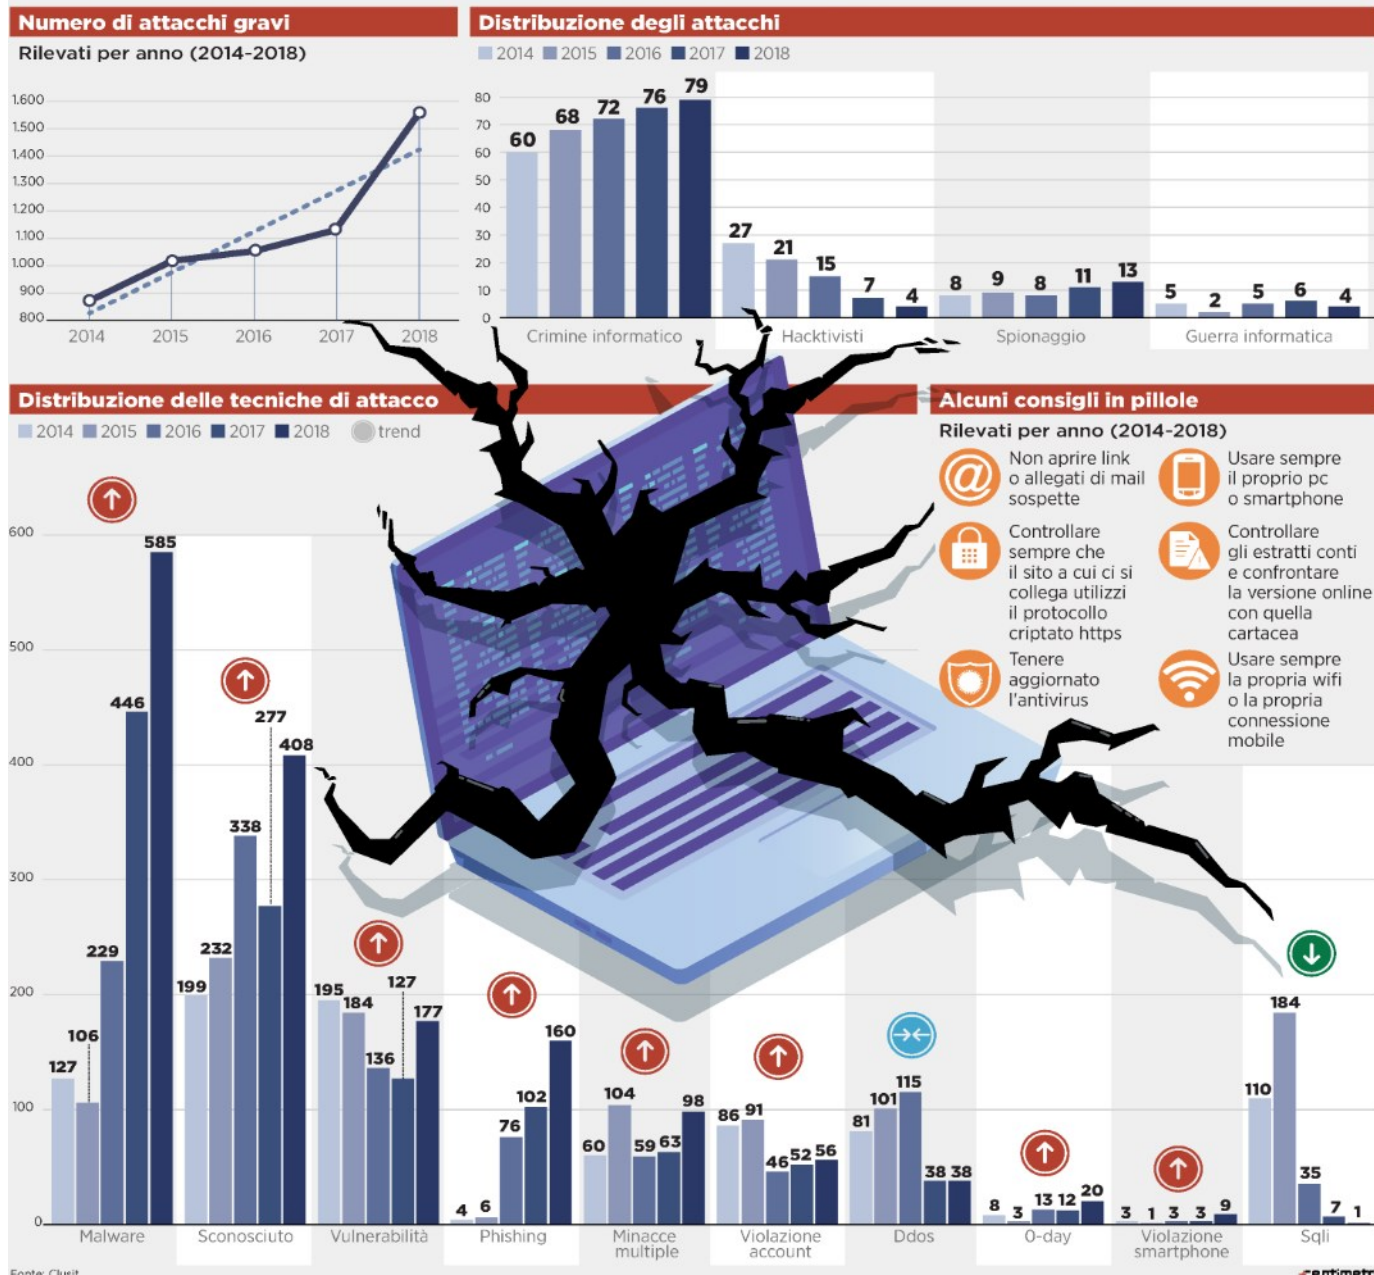 Numero di attacchi gravi
Rilevati per anno (2014-2018)
1.600
1.500
1.400
1.300
1.200
1.100
1.000
900
800
2014 2015 2016 2017 2018
Distribuzione degli attacchi
2014 2015 2016 2017 2018
80
70
60
50
40
30
20
10
0
60 68 72 76 79
27 21 15 7 4
8 9 8 11 13
5 2 5 6 4
Crimine informatico Hacktivisti Spionaggio Guerra informatica
Distribuzione delle tecniche di attacco
2014 2015 2016 2017 2018 trend
600
500
400
300
200
100
0
127 106 229 446 585
Malware
199 232 338 277 408
Sconosciuto
195 184 136 127 177
Vulnerabilità
4 6 76 102 160
Phishing
60 104 59 63 98
Minacce
multiple
86 91 46 52 56
Violazione
account
81 101 115 38 38
Ddos
8 3 13 12 20
0-day
3 1 3 3 9
Violazione
smartphone
110 184 35 7 1
Sqli
Alcuni consigli in pillole
Rilevati per anno (2014-2018)
@
Non aprire link
o allegati di mail
sospette
Usare sempre
il proprio pc
o smartphone
Controllare
sempre che
il sito a cui ci si
collega utilizzi
il protocollo
criptato https
Controllare
gli estratti conti
e confrontare
la versione online
con quella
cartacea
Tenere
aggiornato
l'antivirus
Usare sempre
la propria wifi
o la propria
connessione
mobile
Fonte: Clusit
centimetri